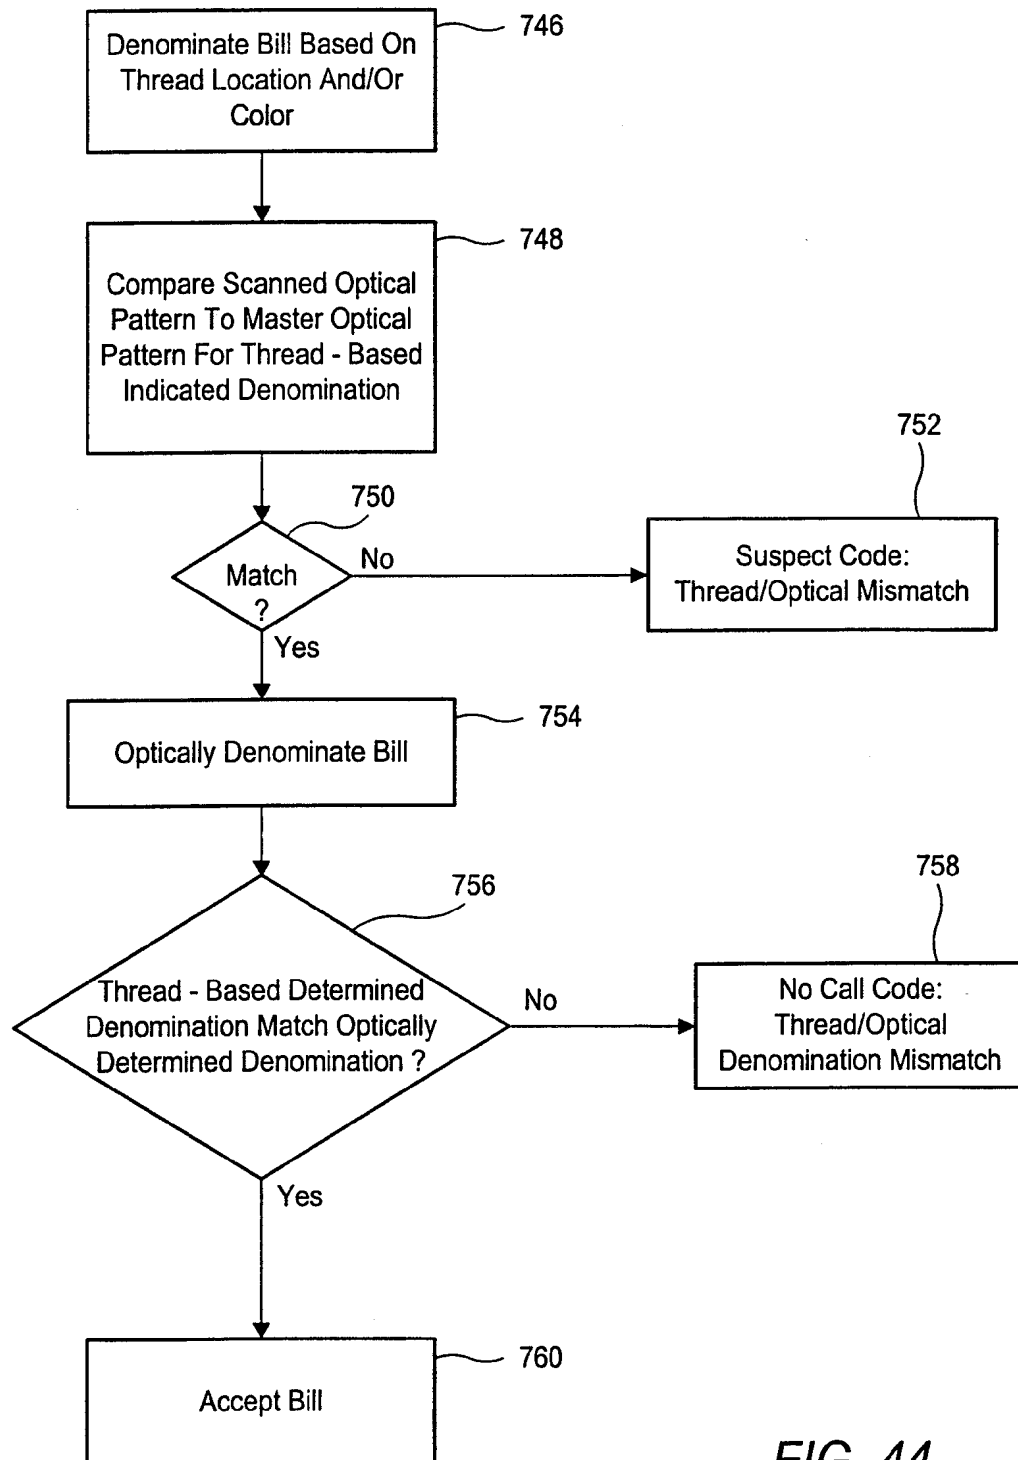 746
Denominate Bill Based On
Thread Location And/Or
Color
748
Compare Scanned Optical
Pattern To Master Optical
Pattern For Thread - Based
Indicated Denomination
752
750
Match
?
No
Suspect Code:
Thread/Optical Mismatch
Yes
754
Optically Denominate Bill
756
758
Thread - Based Determined
Denomination Match Optically
Determined Denomination ?
No
No Call Code:
Thread/Optical
Denomination Mismatch
Yes
760
Accept Bill
FIG. 44